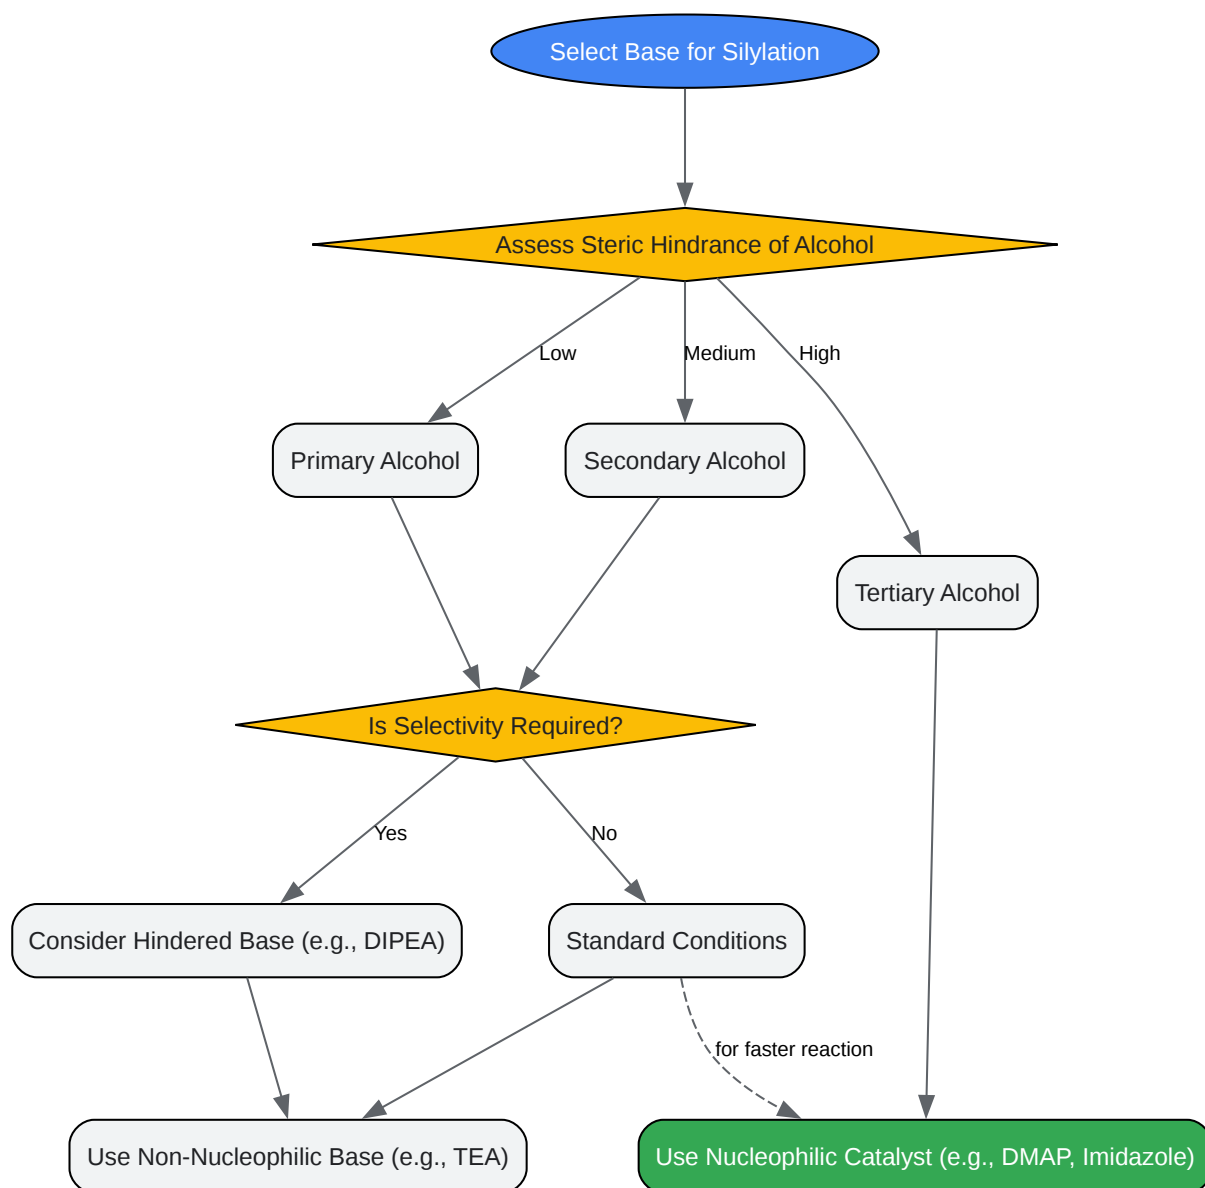 Select Base for Silylation
Assess Steric Hindrance of Alcohol
Low
Medium
High
Primary Alcohol
Secondary Alcohol
Tertiary Alcohol
Is Selectivity Required?
Yes
No
Consider Hindered Base (e.g., DIPEA)
Standard Conditions
for faster reaction
Use Non-Nucleophilic Base (e.g., TEA)
Use Nucleophilic Catalyst (e.g., DMAP, Imidazole)